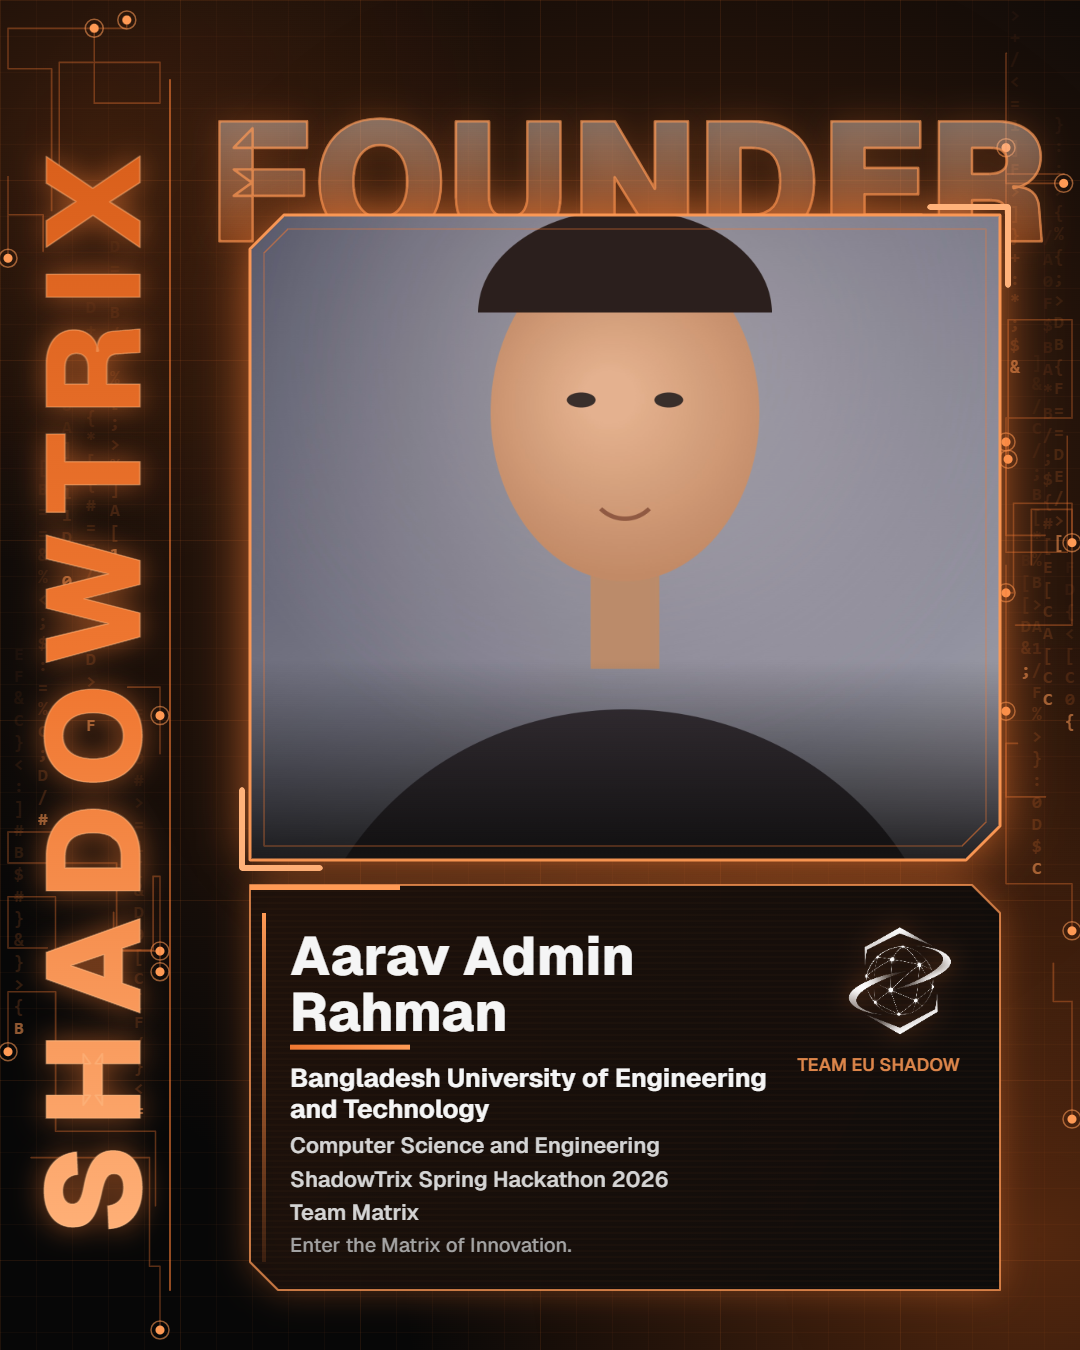 FOUNDER
SHADOWTRIX
Aarav Admin
Rahman
TEAM EU SHADOW
Bangladesh University of Engineering
and Technology
Computer Science and Engineering
ShadowTrix Spring Hackathon 2026
Team Matrix
Enter the Matrix of Innovation.